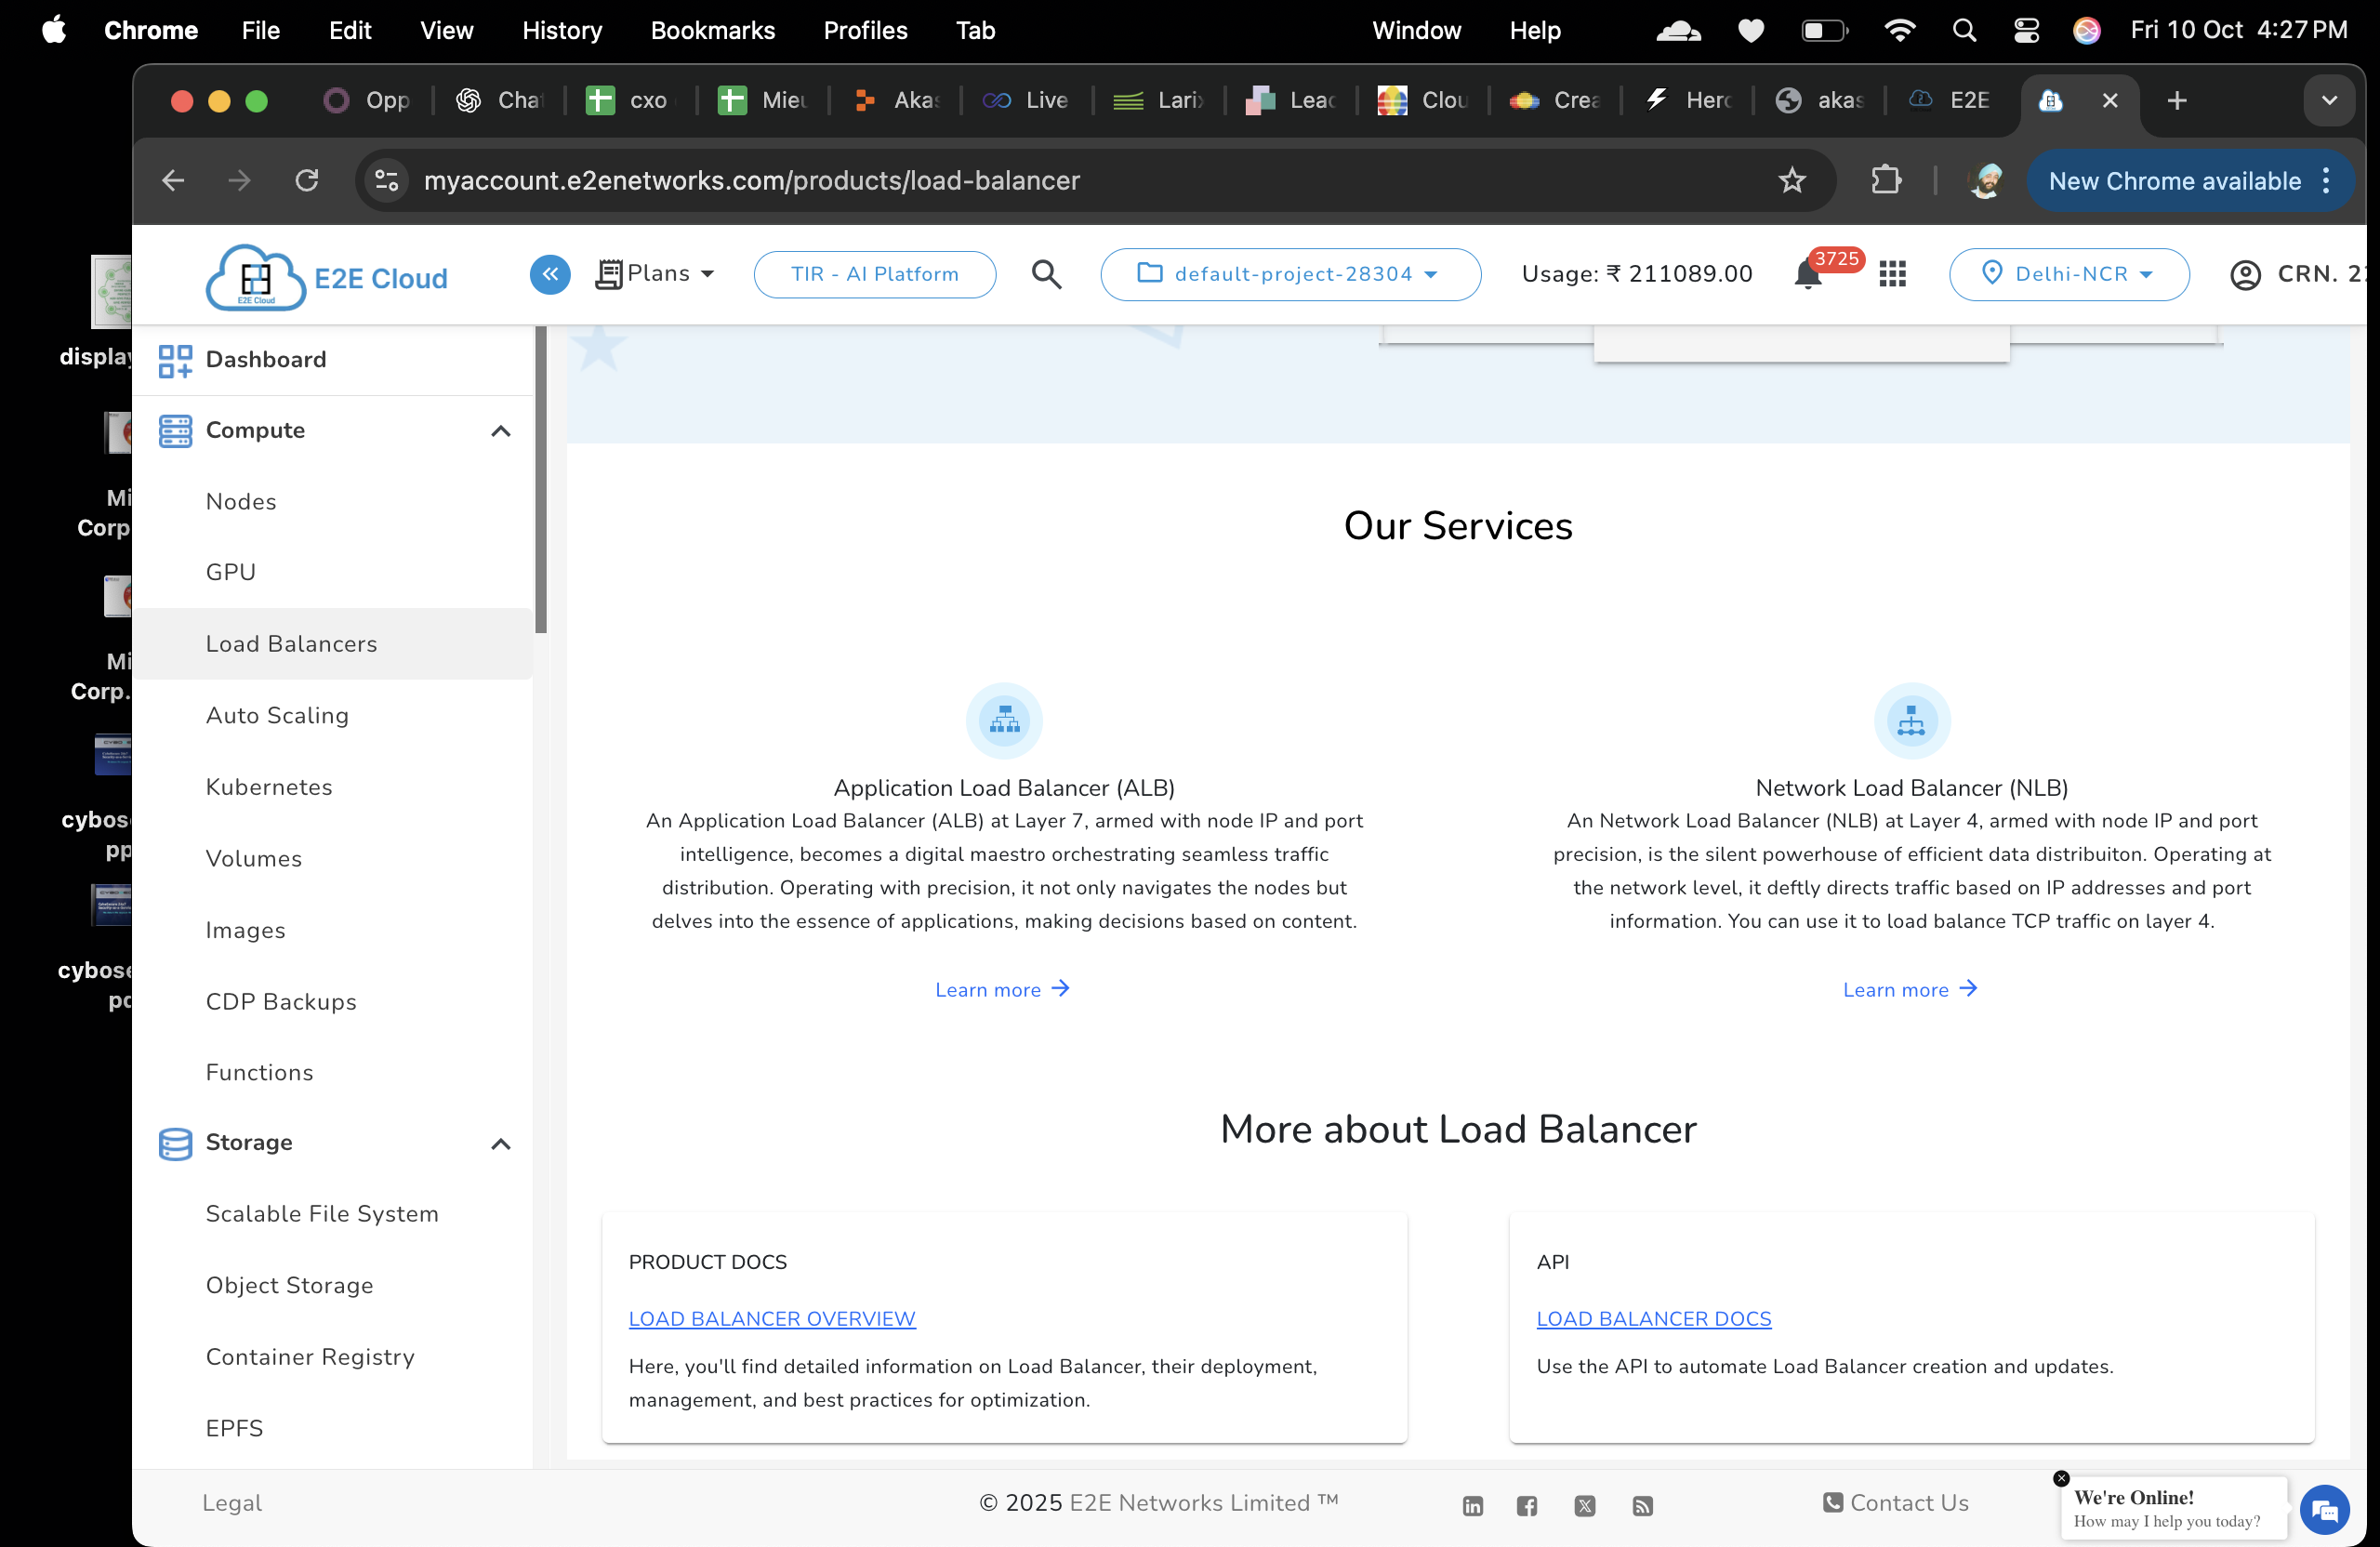 Chrome File Edit View History Bookmarks Profiles Tab Window Help Fri 10 Oct 4:27 PM
Opp Cha cxo Mieu Akas Live Larix Lead Clou Crea Hero akas E2E
myaccount.e2enetworks.com/products/load-balancer New Chrome available
E2E Cloud E2E Cloud Plans TIR - AI Platform default-project-28304 Usage: ₹ 211089.00 3725 Delhi-NCR CRN.
Dashboard
Compute
Nodes
GPU
Load Balancers
Auto Scaling
Kubernetes
Volumes
Images
CDP Backups
Functions
Storage
Scalable File System
Object Storage
Container Registry
EPFS
display
Mi
Corp
Mi
Corp.
cybose
pp
cybose
Our Services
Application Load Balancer (ALB)
An Application Load Balancer (ALB) at Layer 7, armed with node IP and port
intelligence, becomes a digital maestro orchestrating seamless traffic
distribution. Operating with precision, it not only navigates the nodes but
delves into the essence of applications, making decisions based on content.
Learn more
Network Load Balancer (NLB)
An Network Load Balancer (NLB) at Layer 4, armed with node IP and port
precision, is the silent powerhouse of efficient data distribuiton. Operating at
the network level, it deftly directs traffic based on IP addresses and port
information. You can use it to load balance TCP traffic on layer 4.
Learn more
More about Load Balancer
PRODUCT DOCS
LOAD BALANCER OVERVIEW
Here, you'll find detailed information on Load Balancer, their deployment,
management, and best practices for optimization.
API
LOAD BALANCER DOCS
Use the API to automate Load Balancer creation and updates.
Legal © 2025 E2E Networks Limited ™ Contact Us
We're Online!
How may I help you today?